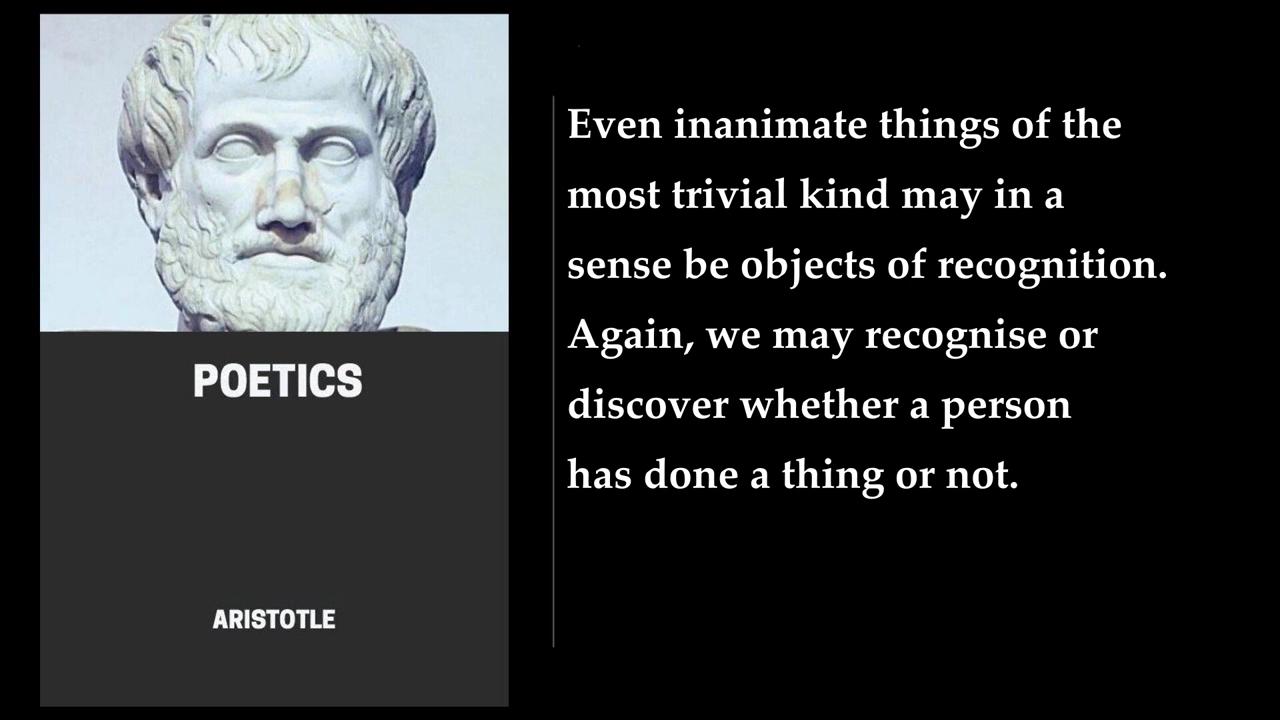 POETICS
ARISTOTLE
Even inanimate things of the
most trivial kind may in a
sense be objects of recognition.
Again, we may recognise or
discover whether a person
has done a thing or not.